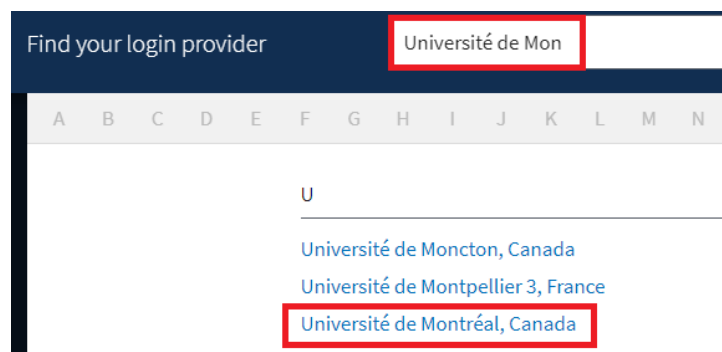 Find your login provider Université de Mon
A B C D E F G H I J K L M N
U
Université de Moncton, Canada
Université de Montpellier 3, France
Université de Montréal, Canada